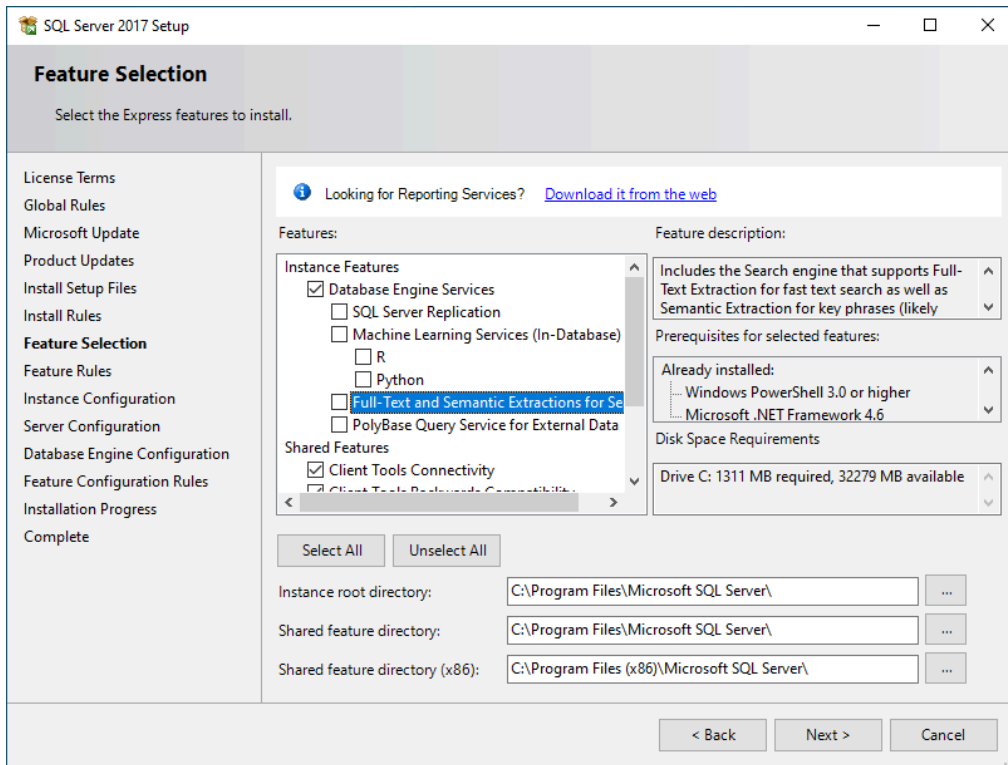 SQL Server 2017 Setup
Feature Selection
Select the Express features to install.
License Terms
Global Rules
Microsoft Update
Product Updates
Install Setup Files
Install Rules
Feature Selection
Feature Rules
Instance Configuration
Server Configuration
Database Engine Configuration
Feature Configuration Rules
Installation Progress
Complete
Looking for Reporting Services? Download it from the web
Features:
Instance Features
Database Engine Services
SQL Server Replication
Machine Learning Services (In-Database)
R
Python
Full-Text and Semantic Extractions for Se
PolyBase Query Service for External Data
Shared Features
Client Tools Connectivity
Client Tools Backwards Compatibility
Feature description:
Includes the Search engine that supports Full-
Text Extraction for fast text search as well as
Semantic Extraction for key phrases (likely
Prerequisites for selected features:
Already installed:
Windows PowerShell 3.0 or higher
Microsoft .NET Framework 4.6
Disk Space Requirements
Drive C: 1311 MB required, 32279 MB available
Select All
Unselect All
Instance root directory: C:\Program Files\Microsoft SQL Server\ ...
Shared feature directory: C:\Program Files\Microsoft SQL Server\ ...
Shared feature directory (x86): C:\Program Files (x86)\Microsoft SQL Server\ ...
< Back
Next >
Cancel